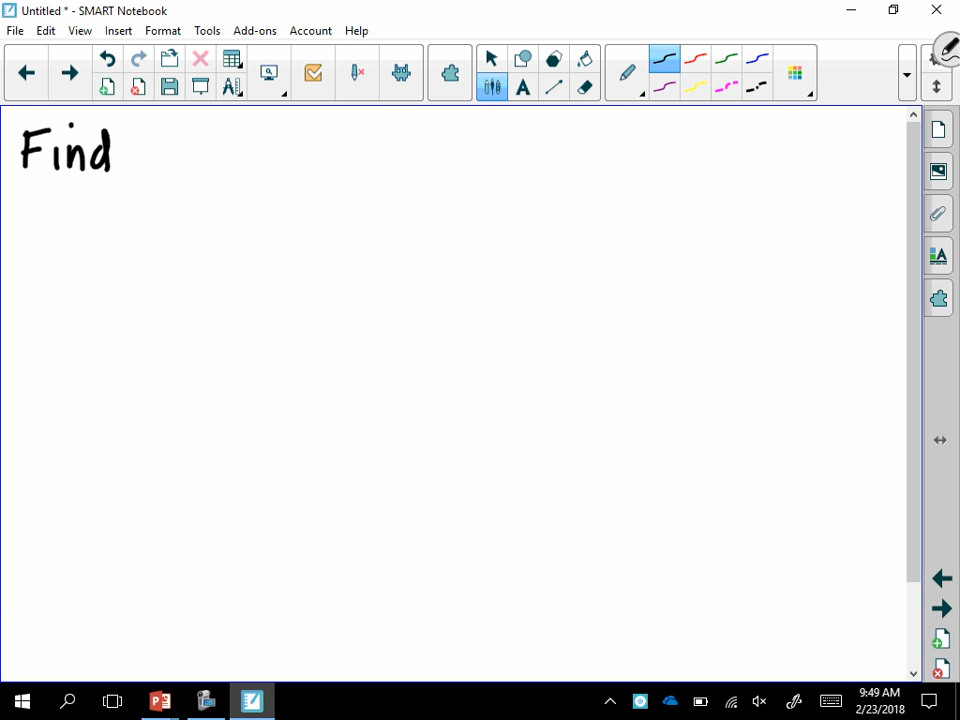 Untitled * - SMART Notebook
File Edit View Insert Format Tools Add-ons Account Help
Find
9:49 AM
2/23/2018